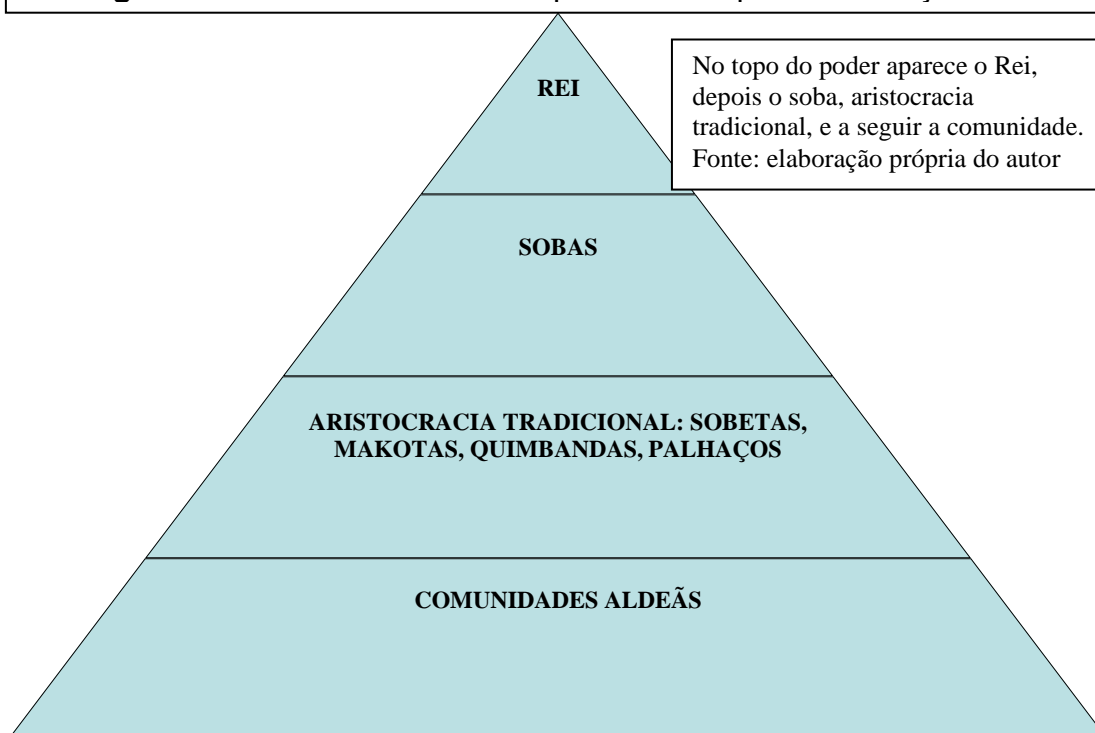 REI
No topo do poder aparece o Rei,
depois o soba, aristocracia
tradicional, e a seguir a comunidade.
Fonte: elaboração própria do autor
SOBAS
ARISTOCRACIA TRADICIONAL: SOBETAS,
MAKOTAS, QUIMBANDAS, PALHAÇOS
COMUNIDADES ALDEÃS